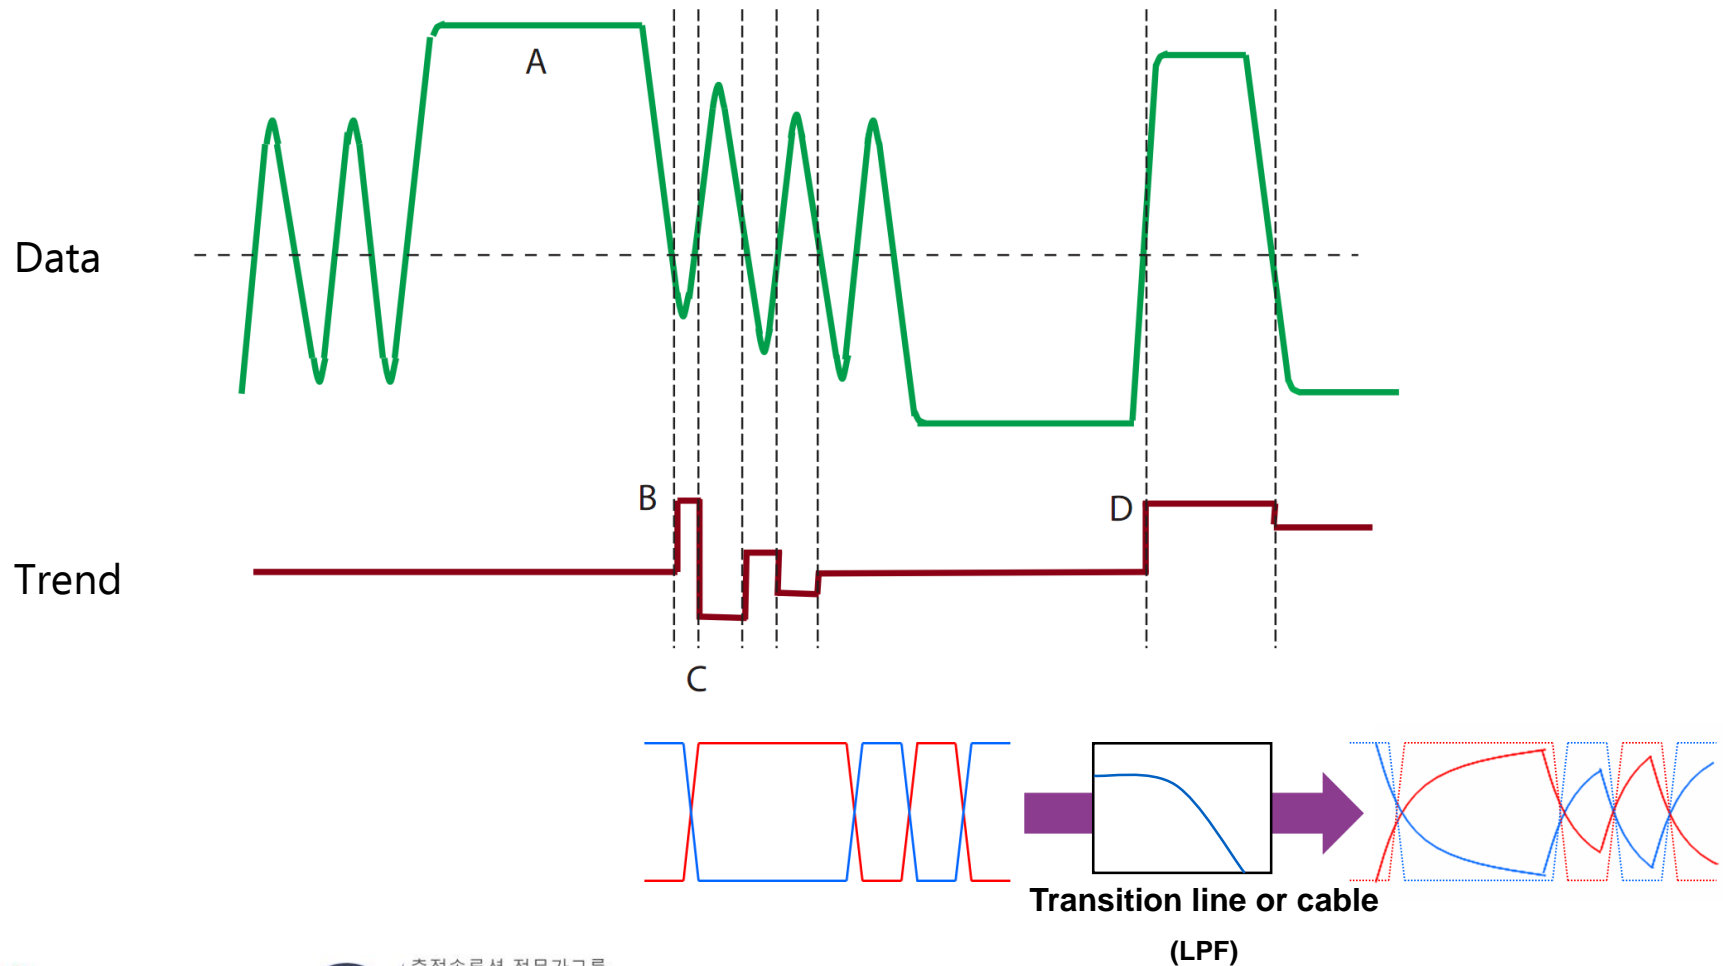 A
Data
B
D
Trend
C
Transition line or cable
(LPF)